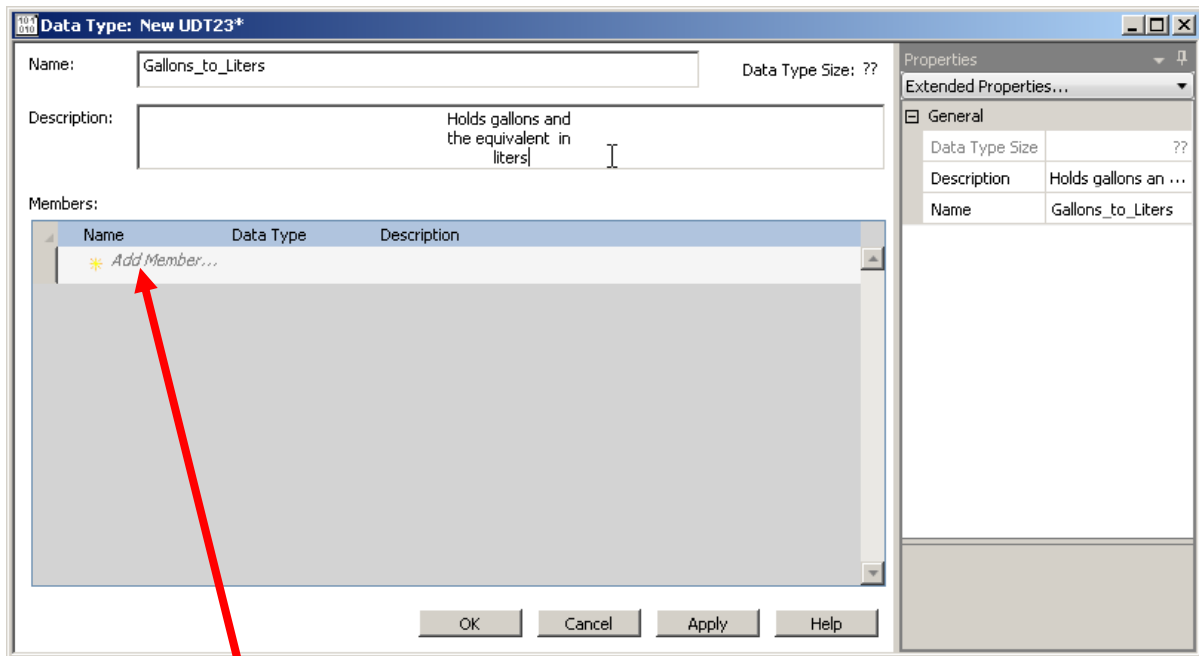 Data Type: New UDT23*
Name: Gallons_to_Liters Data Type Size: ??
Description: Holds gallons and
the equivalent in
liters
Members:
Name Data Type Description
Add Member...
OK Cancel Apply Help
Properties
Extended Properties...
General
Data Type Size ??
Description Holds gallons an ...
Name Gallons_to_Liters